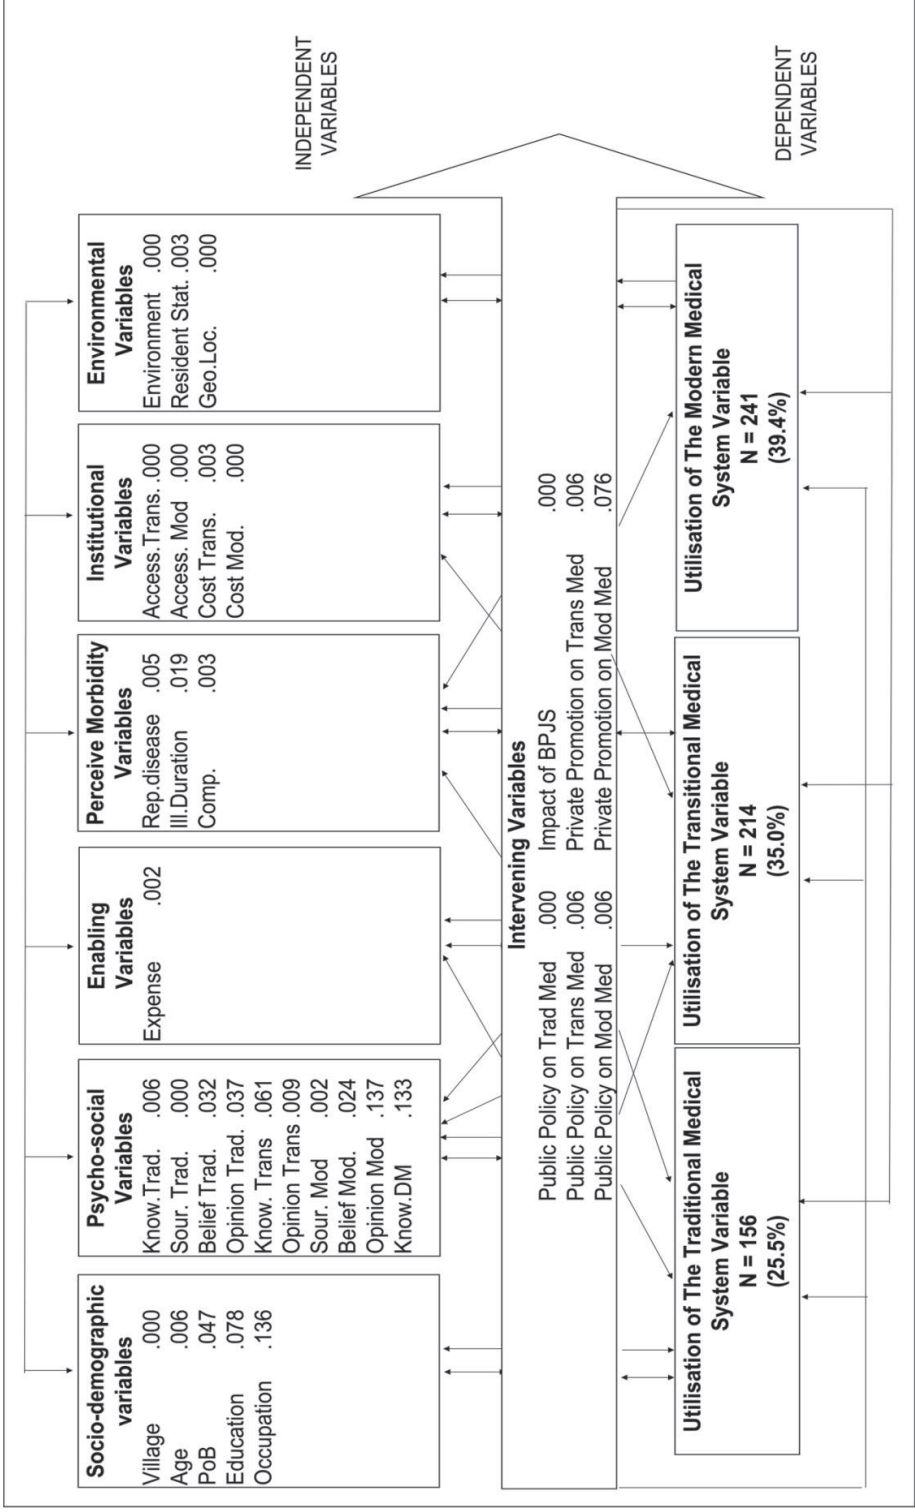 Socio-demographic
variables
Village .000
Age .006
PoB .047
Education .078
Occupation .136
Psycho-social
Variables
Know.Trad. .006
Sour. Trad. .000
Belief Trad. .032
Opinion Trad. .037
Know. Trans .061
Opinion Trans .009
Sour. Mod .002
Belief Mod. .024
Opinion Mod .137
Know.DM .133
Enabling
Variables
Expense .002
Perceive Morbidity
Variables
Rep.disease .005
Ill.Duration .019
Comp. .003
Institutional
Variables
Access.Trans. .000
Access. Mod .000
Cost Trans. .003
Cost Mod. .000
Environmental
Variables
Environment .000
Resident Stat. .003
Geo.Loc. .000
INDEPENDENT
VARIABLES
Intervening Variables
Public Policy on Trad Med .000 Impact of BPJS .000
Public Policy on Trans Med .006 Private Promotion on Trans Med .006
Public Policy on Mod Med .006 Private Promotion on Mod Med .076
Utilisation of The Traditional Medical
System Variable
N = 156
(25.5%)
Utilisation of The Transitional Medical
System Variable
N = 214
(35.0%)
Utilisation of The Modern Medical
System Variable
N = 241
(39.4%)
DEPENDENT
VARIABLES